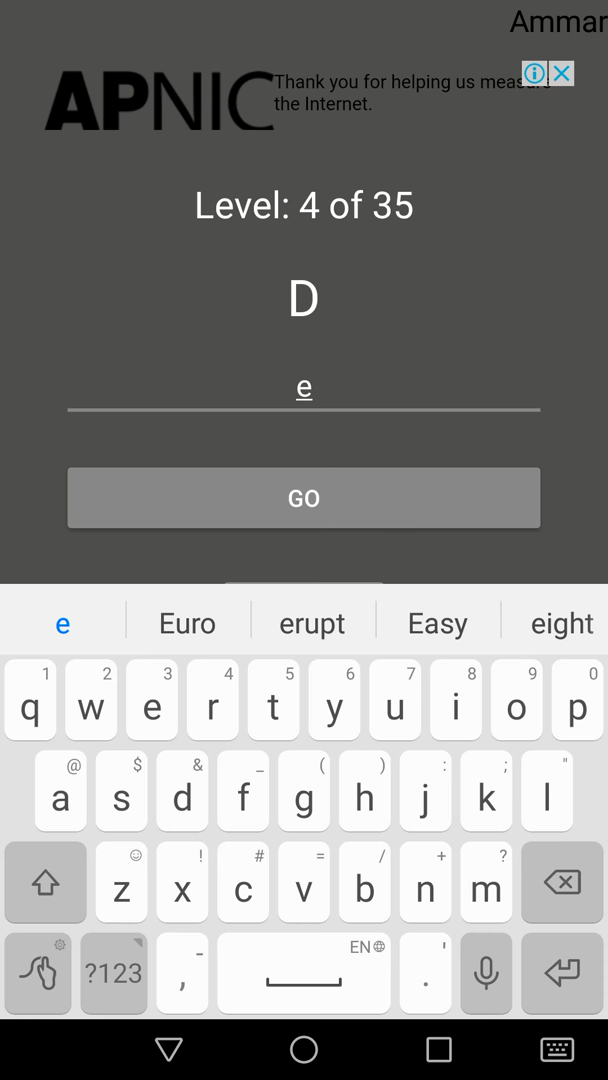 Ammar
APNIC
Thank you for helping us measure
the Internet.
Level: 4 of 35
D
e
GO
e Euro erupt Easy eight
1 2 3 4 5 6 7 8 9 0
q w e r t y u i o p
@ $ & _ ( ) : ; "
a s d f g h j k l
! # = / + ?
z x c v b n m
- EN '
?123 , .